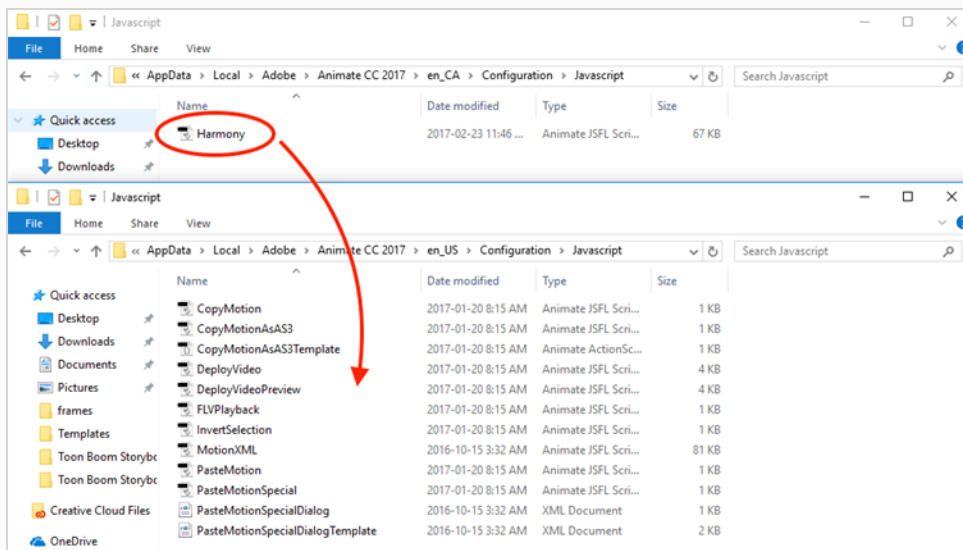 Javascript
File Home Share View
« AppData > Local > Adobe > Animate CC 2017 > en_CA > Configuration > Javascript Search Javascript
Name Date modified Type Size
Quick access
Harmony 2017-02-23 11:46 ... Animate JSFL Scri... 67 KB
Desktop
Downloads
Javascript
File Home Share View
« AppData > Local > Adobe > Animate CC 2017 > en_US > Configuration > Javascript Search Javascript
Name Date modified Type Size
Quick access
CopyMotion 2017-01-20 8:15 AM Animate JSFL Scri... 1 KB
Desktop
CopyMotionAsAS3 2017-01-20 8:15 AM Animate JSFL Scri... 1 KB
Downloads
CopyMotionAsAS3Template 2017-01-20 8:15 AM Animate ActionSc... 1 KB
Documents
DeployVideo 2017-01-20 8:15 AM Animate JSFL Scri... 4 KB
Pictures
DeployVideoPreview 2017-01-20 8:15 AM Animate JSFL Scri... 4 KB
frames
FLVPlayback 2017-01-20 8:15 AM Animate JSFL Scri... 1 KB
Templates
InvertSelection 2017-01-20 8:15 AM Animate JSFL Scri... 1 KB
Toon Boom Storybc
MotionXML 2016-10-15 3:32 AM Animate JSFL Scri... 81 KB
Toon Boom Storybc
PasteMotion 2017-01-20 8:15 AM Animate JSFL Scri... 1 KB
PasteMotionSpecial 2017-01-20 8:15 AM Animate JSFL Scri... 1 KB
Creative Cloud Files
PasteMotionSpecialDialog 2016-10-15 3:32 AM XML Document 1 KB
PasteMotionSpecialDialogTemplate 2016-10-15 3:32 AM XML Document 2 KB
OneDrive